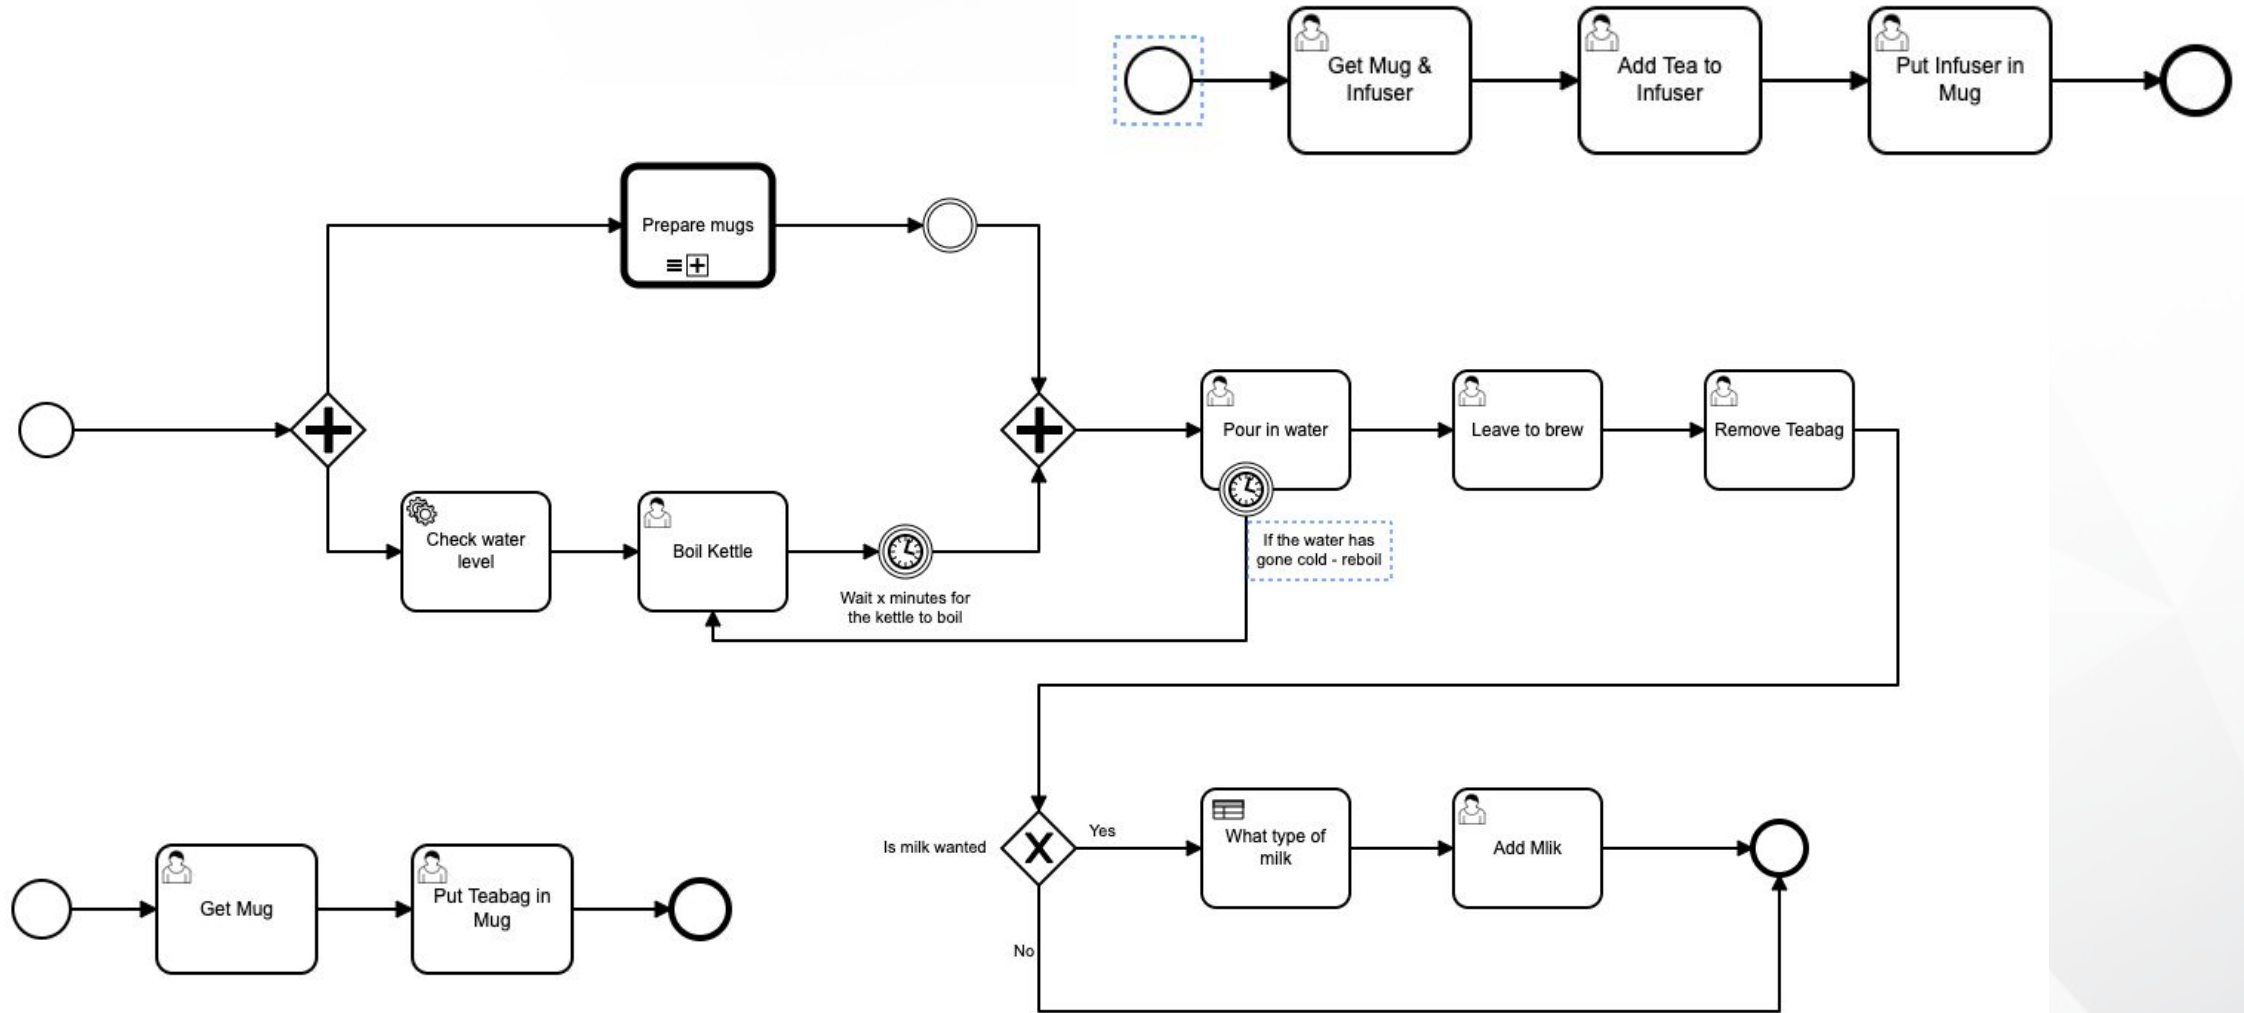 Get Mug &
Infuser
Add Tea to
Infuser
Put Infuser in
Mug
Prepare mugs
Pour in water
Leave to brew
Remove Teabag
Check water
level
Boil Kettle
If the water has
gone cold - reboil
Wait x minutes for
the kettle to boil
Is milk wanted
Yes
What type of
milk
Add Mlik
No
Get Mug
Put Teabag in
Mug